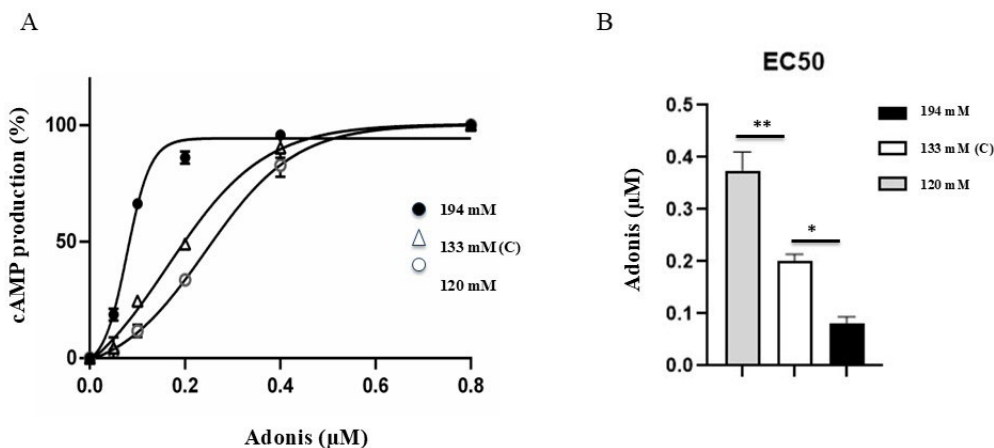 A
cAMP production (%)
100
50
0
0.0 0.2 0.4 0.6 0.8
Adonis (μM)
194 mM
133 mM (C)
120 mM
B
EC50
Adonis (μM)
0.5
0.4
0.3
0.2
0.1
0.0
**
*
194 mM
133 mM (C)
120 mM